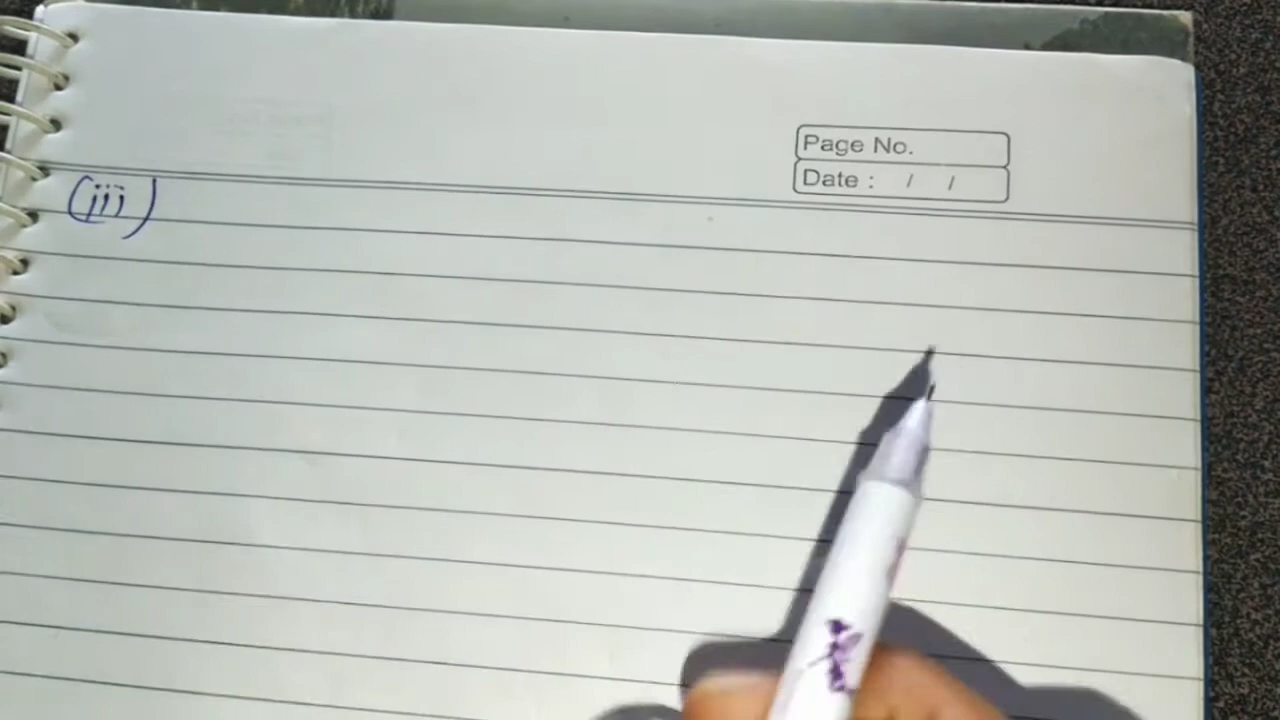 Page No.
Date : / /
(iii)